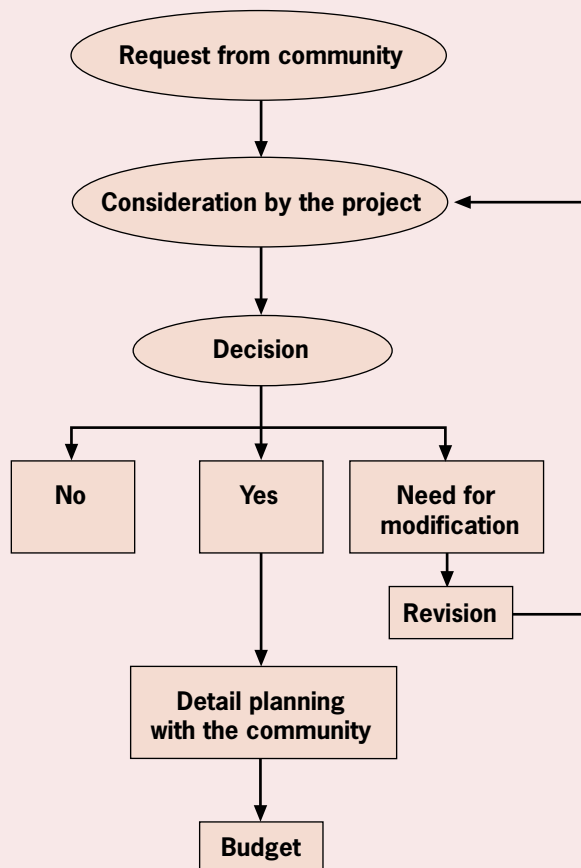 Request from community
Consideration by the project
Decision
No
Yes
Need for
modification
Revision
Detail planning
with the community
Budget